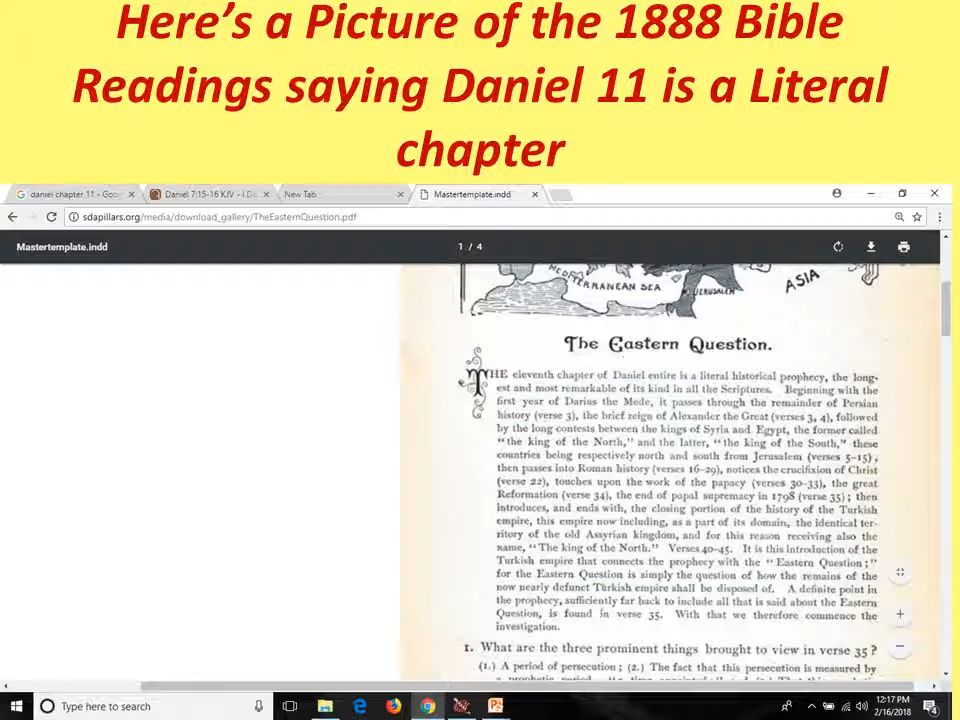 Here's a Picture of the 1888 Bible
Readings saying Daniel 11 is a Literal
chapter
daniel chapter 11 - Goo
Daniel 7:15-16 KJV - I Da
New Tab
Mastertemplate.indd
sdapillars.org/media/download_gallery/TheEasternQuestion.pdf
Mastertemplate.indd
1 / 4
MEDITERRANEAN SEA
JERUSALEM
ASIA
The Eastern Question.
THE eleventh chapter of Daniel entire is a literal historical prophecy, the long-
est and most remarkable of its kind in all the Scriptures. Beginning with the
first year of Darius the Mede, it passes through the remainder of Persian
history (verse 3), the brief reign of Alexander the Great (verses 3, 4), followed
by the long contests between the kings of Syria and Egypt, the former called
"the king of the North," and the latter, "the king of the South," these
countries being respectively north and south from Jerusalem (verses 5-15),
then passes into Roman history (verses 16-29), notices the crucifixion of Christ
(verse 22), touches upon the work of the papacy (verses 30-33), the great
Reformation (verse 34), the end of papal supremacy in 1798 (verse 35); then
introduces, and ends with, the closing portion of the history of the Turkish
empire, this empire now including, as a part of its domain, the identical ter-
ritory of the old Assyrian kingdom, and for this reason receiving also the
name, "The king of the North." Verses 40-45. It is this introduction of the
Turkish empire that connects the prophecy with the "Eastern Question;"
for the Eastern Question is simply the question of how the remains of the
now nearly defunct Turkish empire shall be disposed of. A definite point in
the prophecy, sufficiently far back to include all that is said about the Eastern
Question, is found in verse 35. With that we therefore commence the
investigation.
1. What are the three prominent things brought to view in verse 35?
(1.) A period of persecution; (2.) The fact that this persecution is measured by
Type here to search
12:17 PM
2/16/2018